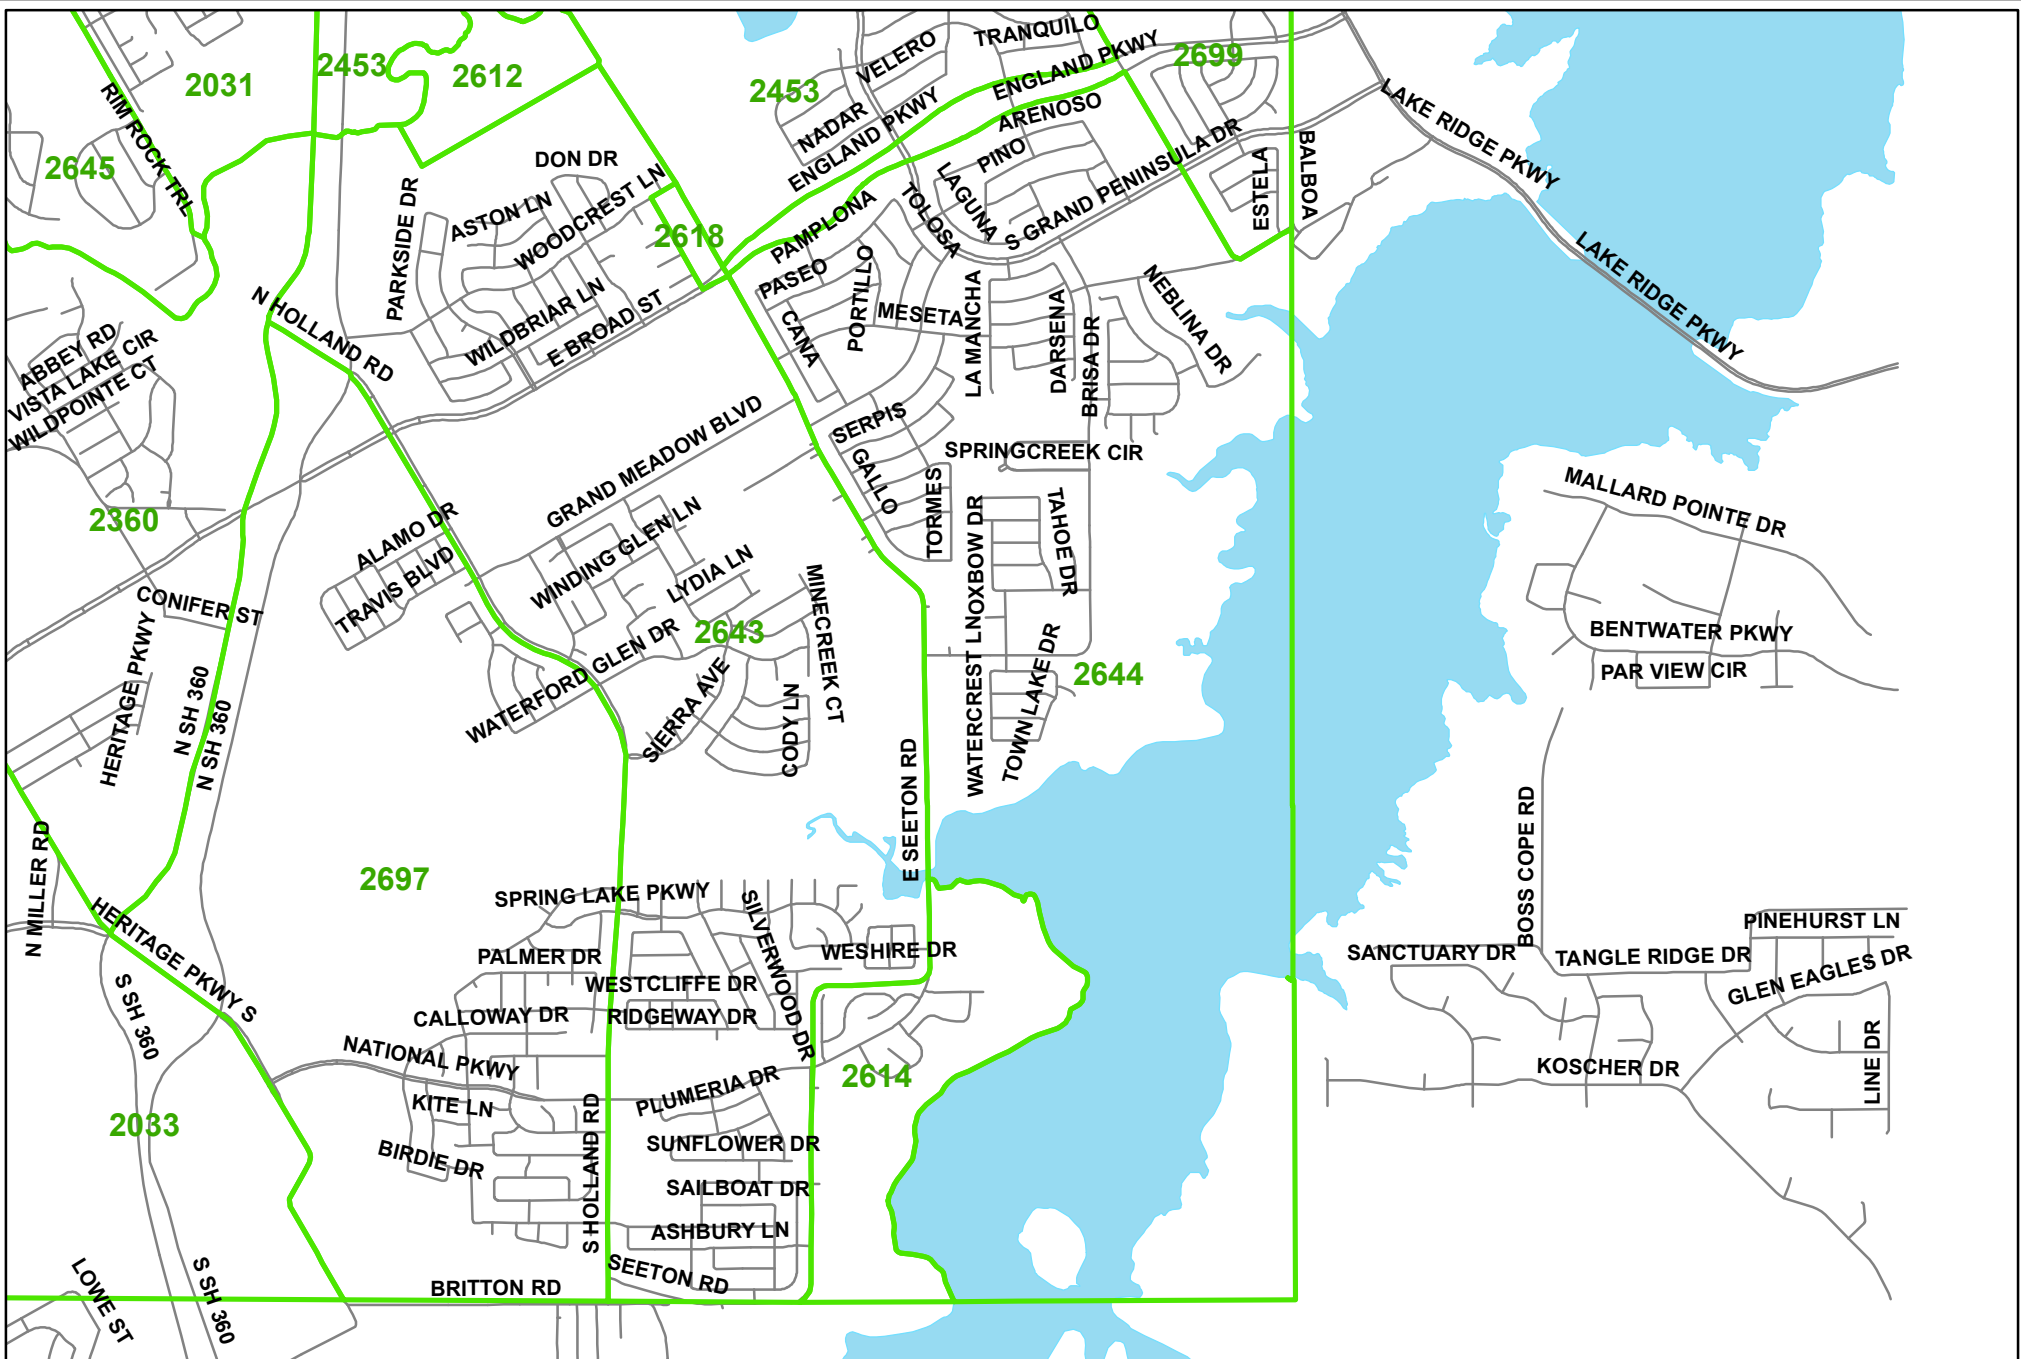 TRANQUILO
VELERO
ENGLAND PKWY
2699
2453
2612
2031
2453
LAKE RIDGE PKWY
NADAR
ENGLAND PKWY
ARENOSO
RIM ROCK TRL
PINO
S GRAND PENINSULA DR
BALBOA
ESTELA
DON DR
2645
LAGUNA
TOLOSA
PAMPLONA
ASTON LN
WOODCREST LN
2618
PARKSIDE DR
LAKE RIDGE PKWY
PASEO
PORTILLO
MESETA
LA MANCHA
DARSENA
BRISA DR
NEBLINA DR
N HOLLAND RD
WILDBRIAR LN
E BROAD ST
CANA
ABBEY RD
VISTA LAKE CIR
WILDPOINTE CT
SERPIS
GALLO
GRAND MEADOW BLVD
SPRINGCREEK CIR
TORMES
MALLARD POINTE DR
2360
ALAMO DR
TRAVIS BLVD
WINDING GLEN LN
LYDIA LN
WATERCREST LN
OXBOW DR
TAHOE DR
CONIFER ST
HERITAGE PKWY
MINECREEK CT
2643
WATERFORD GLEN DR
SIERRA AVE
CODY LN
TOWN LAKE DR
2644
BENTWATER PKWY
PAR VIEW CIR
N SH 360
N SH 360
E SEETON RD
BOSS COPE RD
N MILLER RD
2697
SPRING LAKE PKWY
SILVERWOOD DR
HERITAGE PKWY S
PALMER DR
WESHIRE DR
PINEHURST LN
SANCTUARY DR
TANGLE RIDGE DR
GLEN EAGLES DR
WESTCLIFFE DR
S SH 360
CALLOWAY DR
RIDGEWAY DR
NATIONAL PKWY
2614
KOSCHER DR
LINE DR
PLUMERIA DR
KITE LN
2033
SUNFLOWER DR
BIRDIE DR
S HOLLAND RD
SAILBOAT DR
ASHBURY LN
SEETON RD
BRITTON RD
LOWE ST
S SH 360